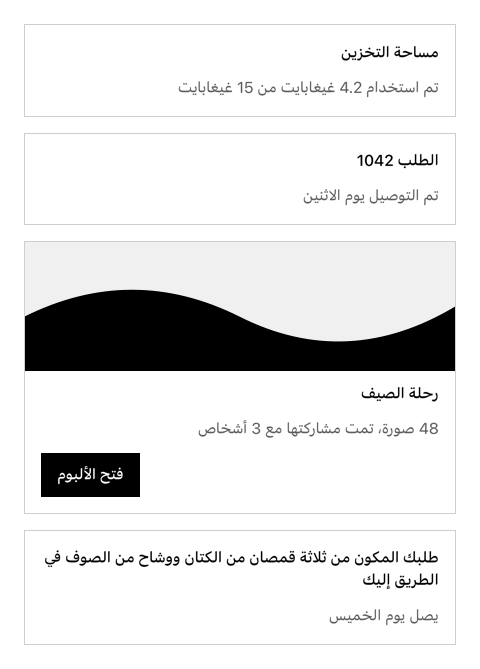 مساحة التخزين
تم استخدام 4.2 غيغابايت من 15 غيغابايت
الطلب 1042
تم التوصيل يوم الاثنين
رحلة الصيف
48 صورة، تمت مشاركتها مع 3 أشخاص
فتح الألبوم
طلبك المكون من ثلاثة قمصان من الكتان ووشاح من الصوف في
الطريق إليك
يصل يوم الخميس